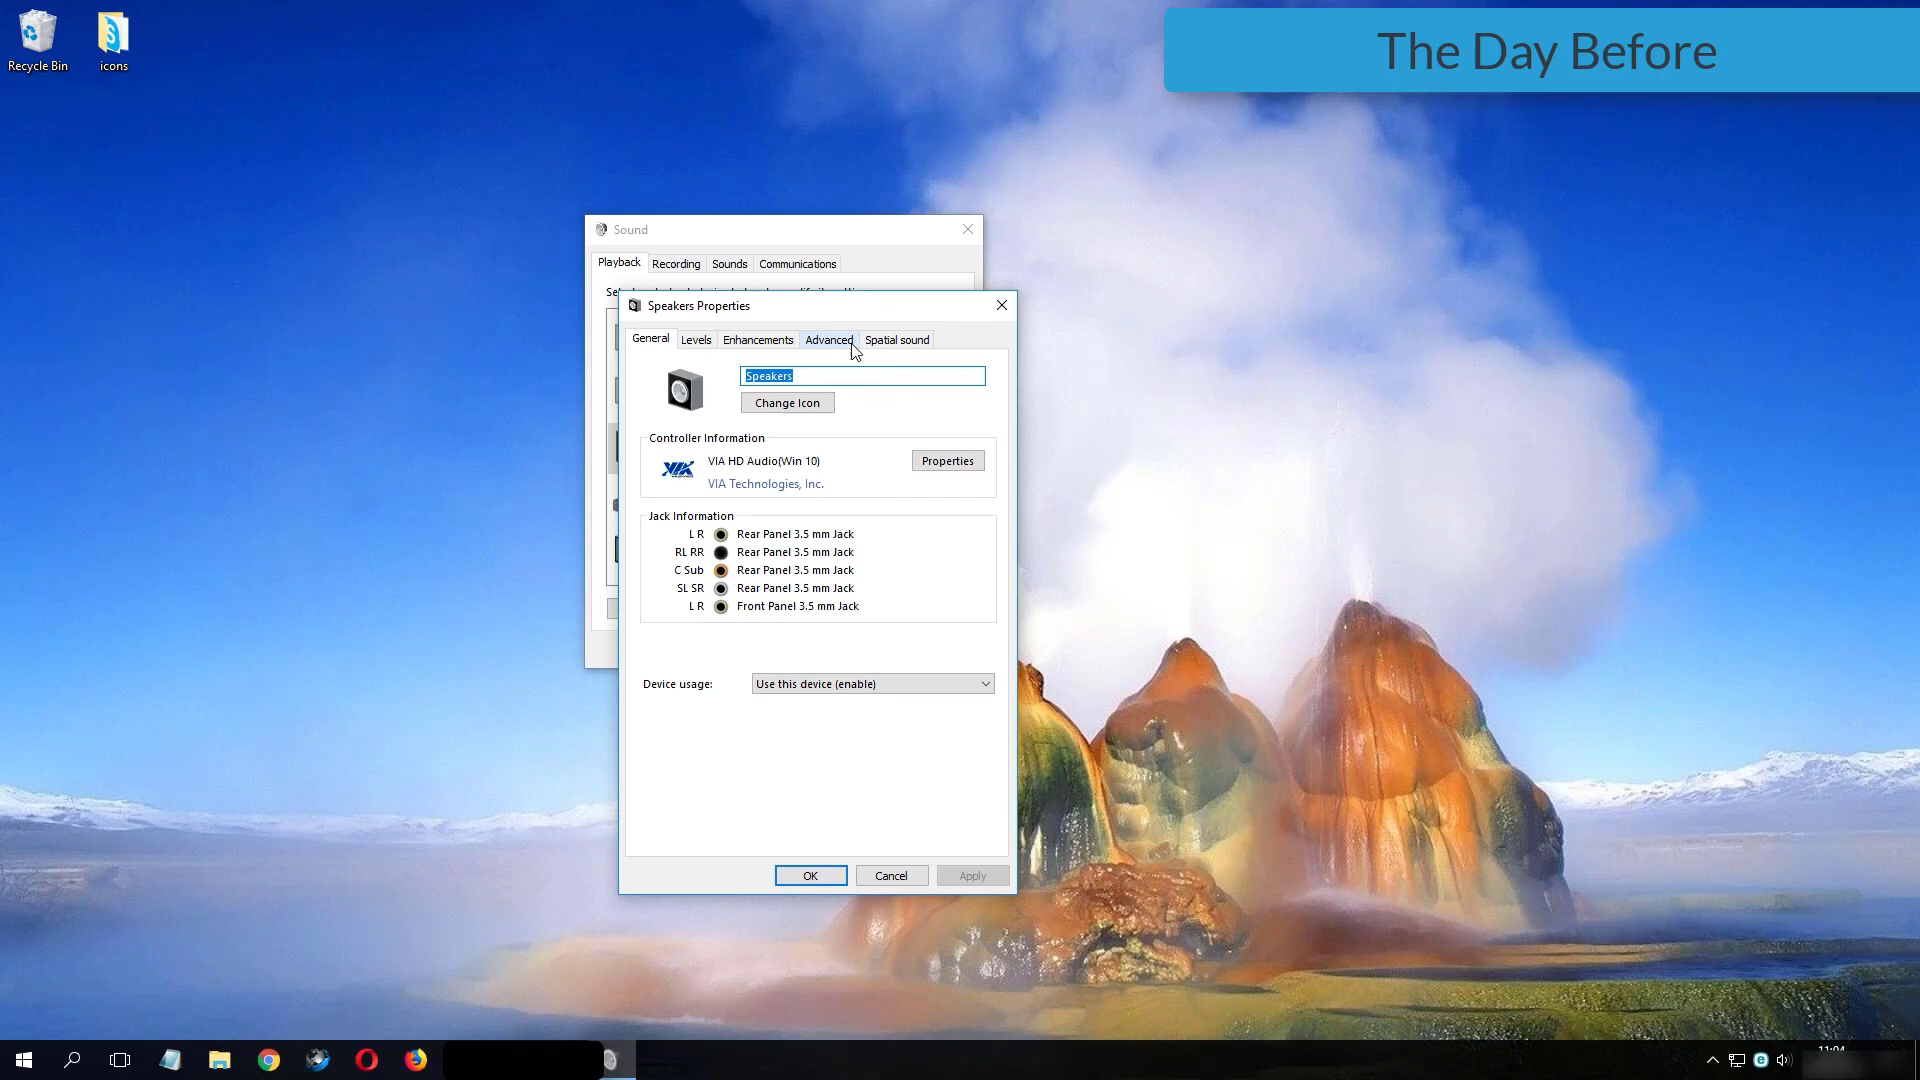 Recycle Bin
icons
The Day Before
Sound
Playback
Recording
Sounds
Communications
Speakers Properties
General
Levels
Enhancements
Advanced
Spatial sound
Speakers
Change Icon
Controller Information
VIA HD Audio(Win 10)
Properties
VIA Technologies, Inc.
Jack Information
L R Rear Panel 3.5 mm Jack
RL RR Rear Panel 3.5 mm Jack
C Sub Rear Panel 3.5 mm Jack
SL SR Rear Panel 3.5 mm Jack
L R Front Panel 3.5 mm Jack
Device usage:
Use this device (enable)
OK
Cancel
Apply
11:04